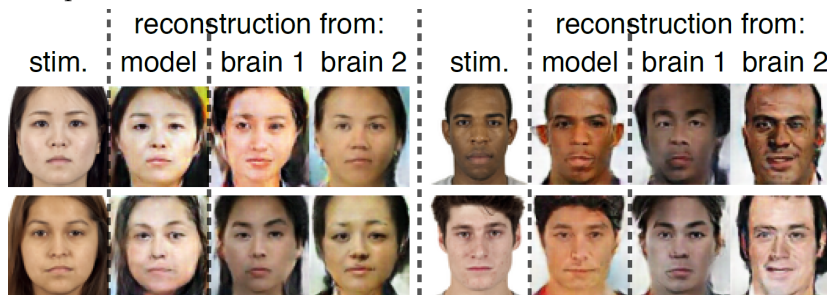 reconstruction from:
stim. model brain 1 brain 2
reconstruction from:
stim. model brain 1 brain 2